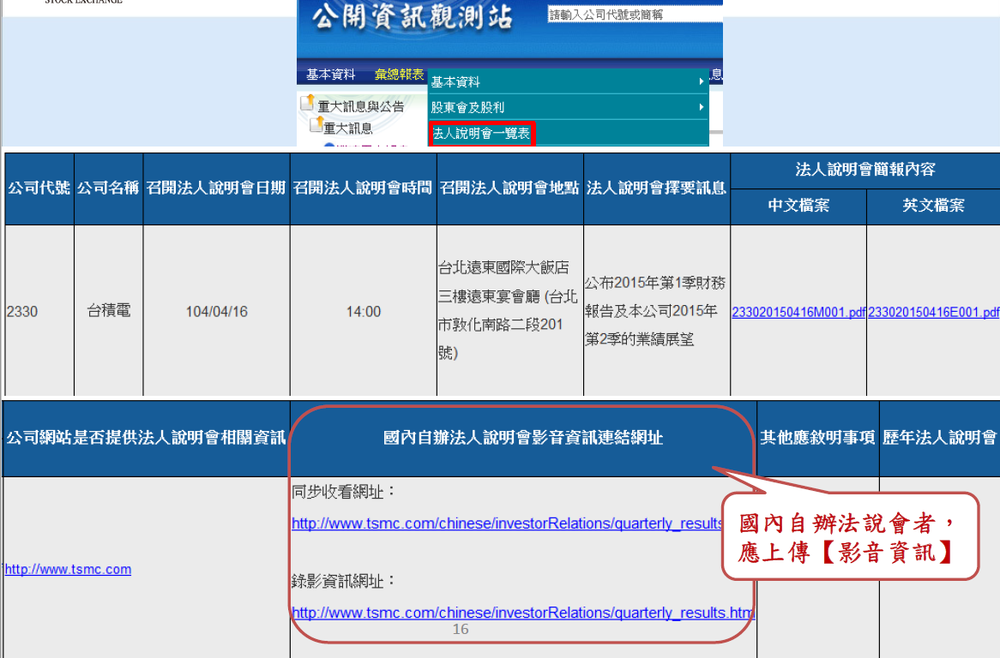 STOCK EXCHANGE
公開資訊觀測站
請輸入公司代號或簡稱
基本資料 彙總報表
息
基本資料
重大訊息與公告
股東會及股利
重大訊息
法人說明會一覽表
公司代號 公司名稱 召開法人說明會日期 召開法人說明會時間 召開法人說明會地點 法人說明會擇要訊息 法人說明會簡報內容
中文檔案 英文檔案
2330 台積電 104/04/16 14:00
台北遠東國際大飯店
三樓遠東宴會廳 (台北
市敦化南路二段201
號)
公布2015年第1季財務
報告及本公司2015年
第2季的業績展望
233020150416M001.pdf 233020150416E001.pdf
公司網站是否提供法人說明會相關資訊 國內自辦法人說明會影音資訊連結網址 其他應敘明事項 歷年法人說明會
http://www.tsmc.com
同步收看網址：
http://www.tsmc.com/chinese/investorRelations/quarterly_results
錄影資訊網址：
http://www.tsmc.com/chinese/investorRelations/quarterly_results.htm
國內自辦法說會者，
應上傳【影音資訊】
16